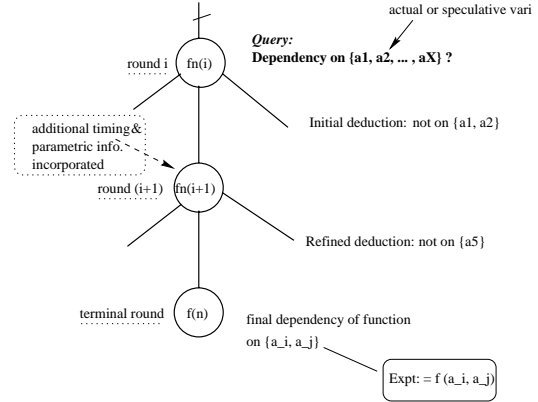 actual or speculative vari
Query:
Dependency on {a1, a2, ... , aX} ?
round i
fn(i)
Initial deduction: not on {a1, a2}
additional timing&
parametric info.
incorporated
round (i+1)
fn(i+1)
Refined deduction: not on {a5}
terminal round
f(n)
final dependency of function
on {a_i, a_j}
Expt: = f (a_i, a_j)